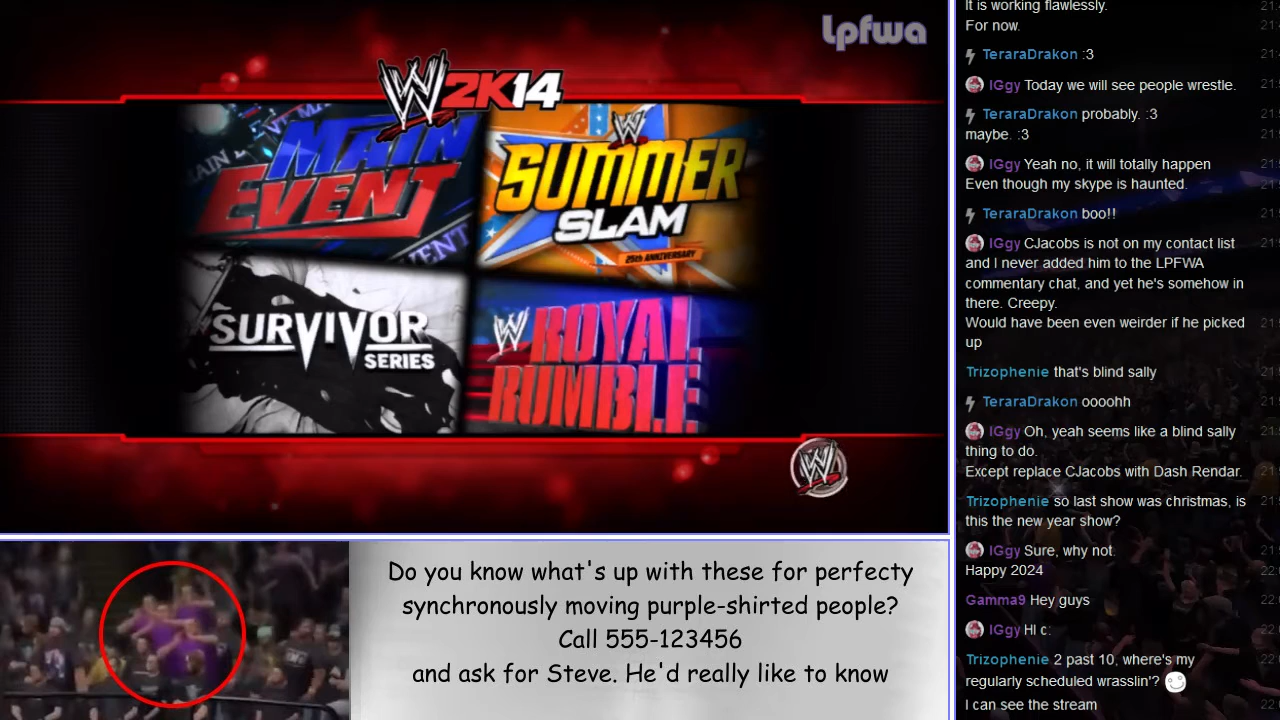 Lpfwa
W2K14
MAIN
EVENT
W
SUMMER
SLAM
25th ANNIVERSARY
SURVIVOR
SERIES
W
ROYAL
RUMBLE
W
Do you know what's up with these for perfecty
synchronously moving purple-shirted people?
Call 555-123456
and ask for Steve. He'd really like to know
It is working flawlessly.
For now.
TeraraDrakon :3
IGgy Today we will see people wrestle.
TeraraDrakon probably. :3
maybe. :3
IGgy Yeah no, it will totally happen
Even though my skype is haunted.
TeraraDrakon boo!!
IGgy CJacobs is not on my contact list
and I never added him to the LPFWA
commentary chat, and yet he's somehow in
there. Creepy.
Would have been even weirder if he picked
up
Trizophenie that's blind sally
TeraraDrakon oooohh
IGgy Oh, yeah seems like a blind sally
thing to do.
Except replace CJacobs with Dash Rendar.
Trizophenie so last show was christmas, is
this the new year show?
IGgy Sure, why not
Happy 2024
Gamma9 Hey guys
IGgy HI c:
Trizophenie 2 past 10, where's my
regularly scheduled wrasslin'?
I can see the stream